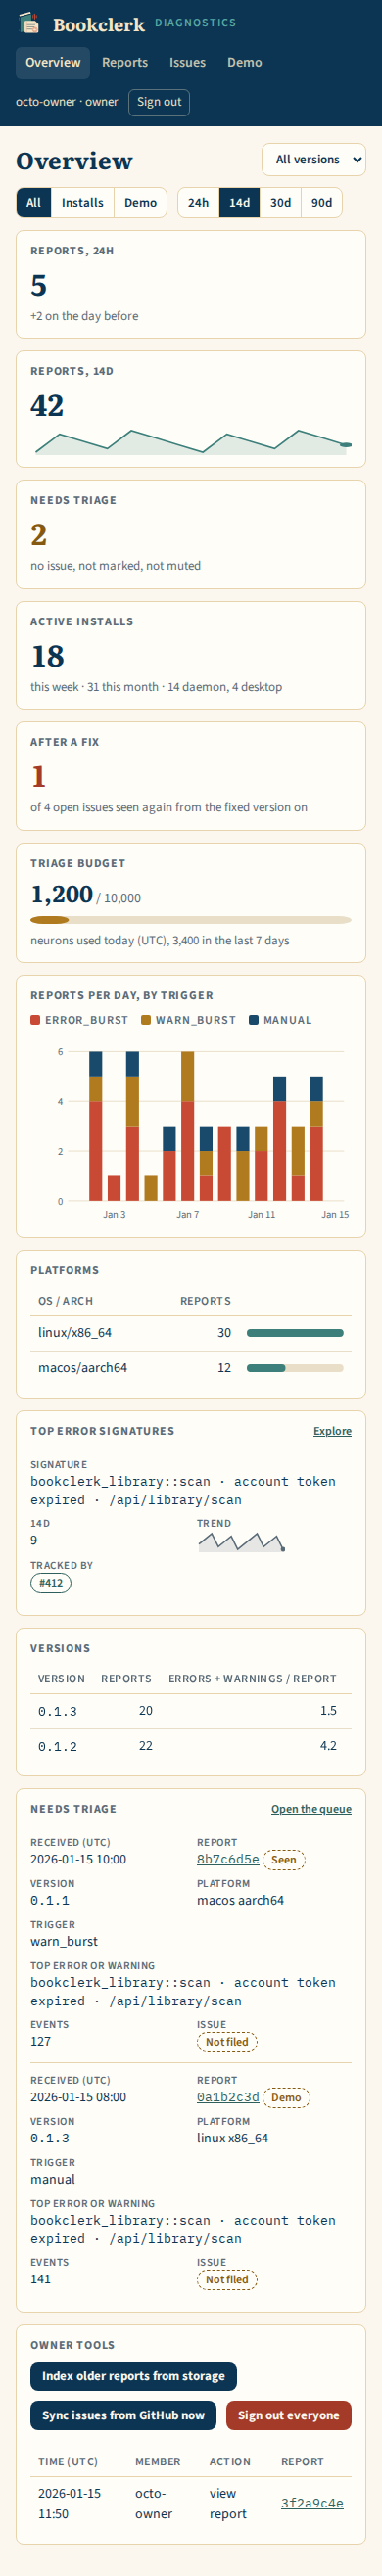 Bookclerk DIAGNOSTICS
Overview Reports Issues Demo
octo-owner · owner Sign out
Overview All versions
All Installs Demo 24h 14d 30d 90d
REPORTS, 24H
5
+2 on the day before
REPORTS, 14D
42
NEEDS TRIAGE
2
no issue, not marked, not muted
ACTIVE INSTALLS
18
this week · 31 this month · 14 daemon, 4 desktop
AFTER A FIX
1
of 4 open issues seen again from the fixed version on
TRIAGE BUDGET
1,200 / 10,000
neurons used today (UTC), 3,400 in the last 7 days
REPORTS PER DAY, BY TRIGGER
ERROR_BURST WARN_BURST MANUAL
6
4
2
0
Jan 3 Jan 7 Jan 11 Jan 15
PLATFORMS
OS / ARCH REPORTS
linux/x86_64 30
macos/aarch64 12
TOP ERROR SIGNATURES Explore
SIGNATURE
bookclerk_library::scan · account token
expired · /api/library/scan
14D TREND
9
TRACKED BY
#412
VERSIONS
VERSION REPORTS ERRORS + WARNINGS / REPORT
0.1.3 20 1.5
0.1.2 22 4.2
NEEDS TRIAGE Open the queue
RECEIVED (UTC) REPORT
2026-01-15 10:00 8b7c6d5e Seen
VERSION PLATFORM
0.1.1 macos aarch64
TRIGGER
warn_burst
TOP ERROR OR WARNING
bookclerk_library::scan · account token
expired · /api/library/scan
EVENTS ISSUE
127 Not filed
RECEIVED (UTC) REPORT
2026-01-15 08:00 0a1b2c3d Demo
VERSION PLATFORM
0.1.3 linux x86_64
TRIGGER
manual
TOP ERROR OR WARNING
bookclerk_library::scan · account token
expired · /api/library/scan
EVENTS ISSUE
141 Not filed
OWNER TOOLS
Index older reports from storage
Sync issues from GitHub now Sign out everyone
TIME (UTC) MEMBER ACTION REPORT
2026-01-15 octo- view 3f2a9c4e
11:50 owner report